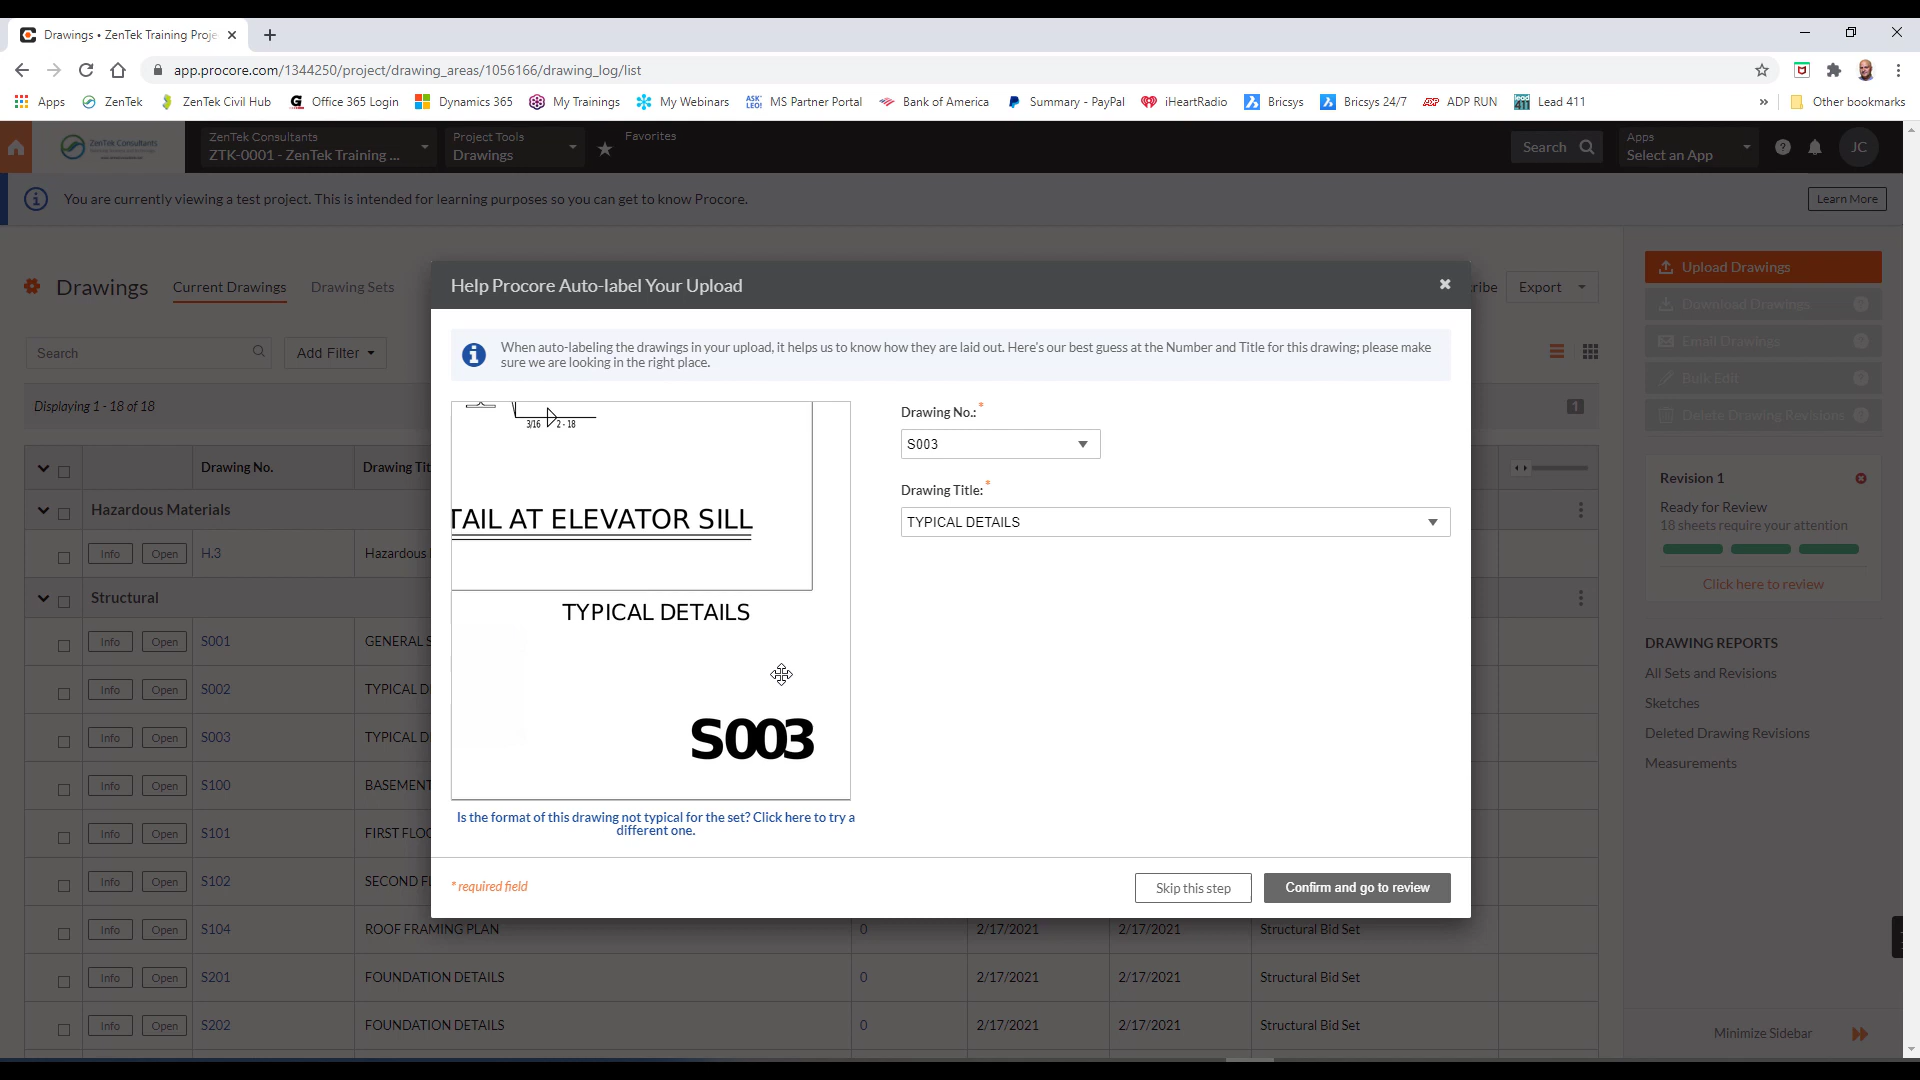 Drawings • ZenTek Training Proje
app.procore.com/1344250/project/drawing_areas/1056166/drawing_log/list
Apps ZenTek ZenTek Civil Hub Office 365 Login Dynamics 365 My Trainings My Webinars ASK LEO! MS Partner Portal Bank of America Summary - PayPal iHeartRadio Bricsys Bricsys 24/7 ADP RUN Lead 411 » Other bookmarks
ZenTek Consultants
ZenTek Consultants
ZTK-0001 - ZenTek Training ...
Project Tools
Drawings
Favorites
Search
Apps
Select an App
JC
You are currently viewing a test project. This is intended for learning purposes so you can get to know Procore.
Learn More
Drawings
Current Drawings
Drawing Sets
ribe
Export
Search
Add Filter
Displaying 1 - 18 of 18
1
Drawing No.
Drawing Tit
Hazardous Materials
Info Open H.3 Hazardous
Structural
Info Open S001 GENERAL S
Info Open S002 TYPICAL D
Info Open S003 TYPICAL D
Info Open S100 BASEMENT
Info Open S101 FIRST FLOO
Info Open S102 SECOND FL
Info Open S104 ROOF FRAMING PLAN 0 2/17/2021 2/17/2021 Structural Bid Set
Info Open S201 FOUNDATION DETAILS 0 2/17/2021 2/17/2021 Structural Bid Set
Info Open S202 FOUNDATION DETAILS 0 2/17/2021 2/17/2021 Structural Bid Set
Help Procore Auto-label Your Upload
When auto-labeling the drawings in your upload, it helps us to know how they are laid out. Here's our best guess at the Number and Title for this drawing; please make
sure we are looking in the right place.
3/16 2 - 18
TAIL AT ELEVATOR SILL
TYPICAL DETAILS
S003
Is the format of this drawing not typical for the set? Click here to try a
different one.
Drawing No.:*
S003
Drawing Title:*
TYPICAL DETAILS
* required field
Skip this step
Confirm and go to review
Upload Drawings
Download Drawings
Email Drawings
Bulk Edit
Delete Drawing Revisions
Revision 1
Ready for Review
18 sheets require your attention
Click here to review
DRAWING REPORTS
All Sets and Revisions
Sketches
Deleted Drawing Revisions
Measurements
Minimize Sidebar